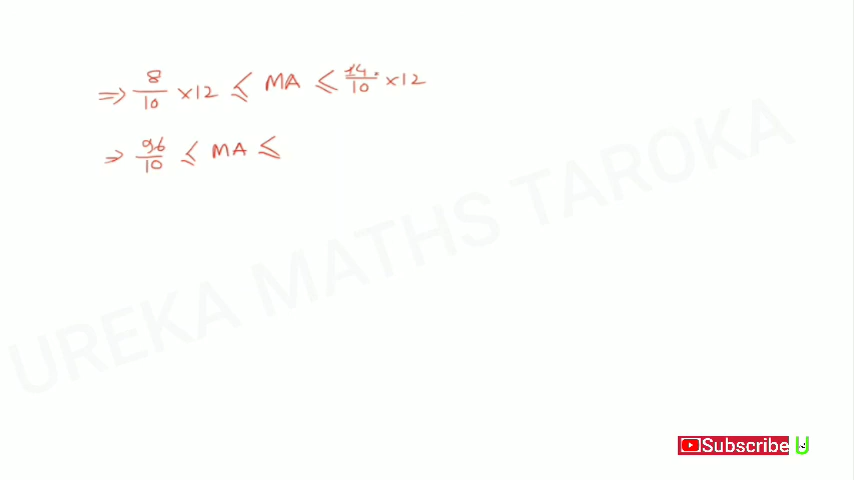 ⇒ 8/10 ×12 ≤ MA ≤ 14/10 ×12
⇒ 96/10 ≤ MA ≤
UREKA MATHS TAROKA
Subscribe U